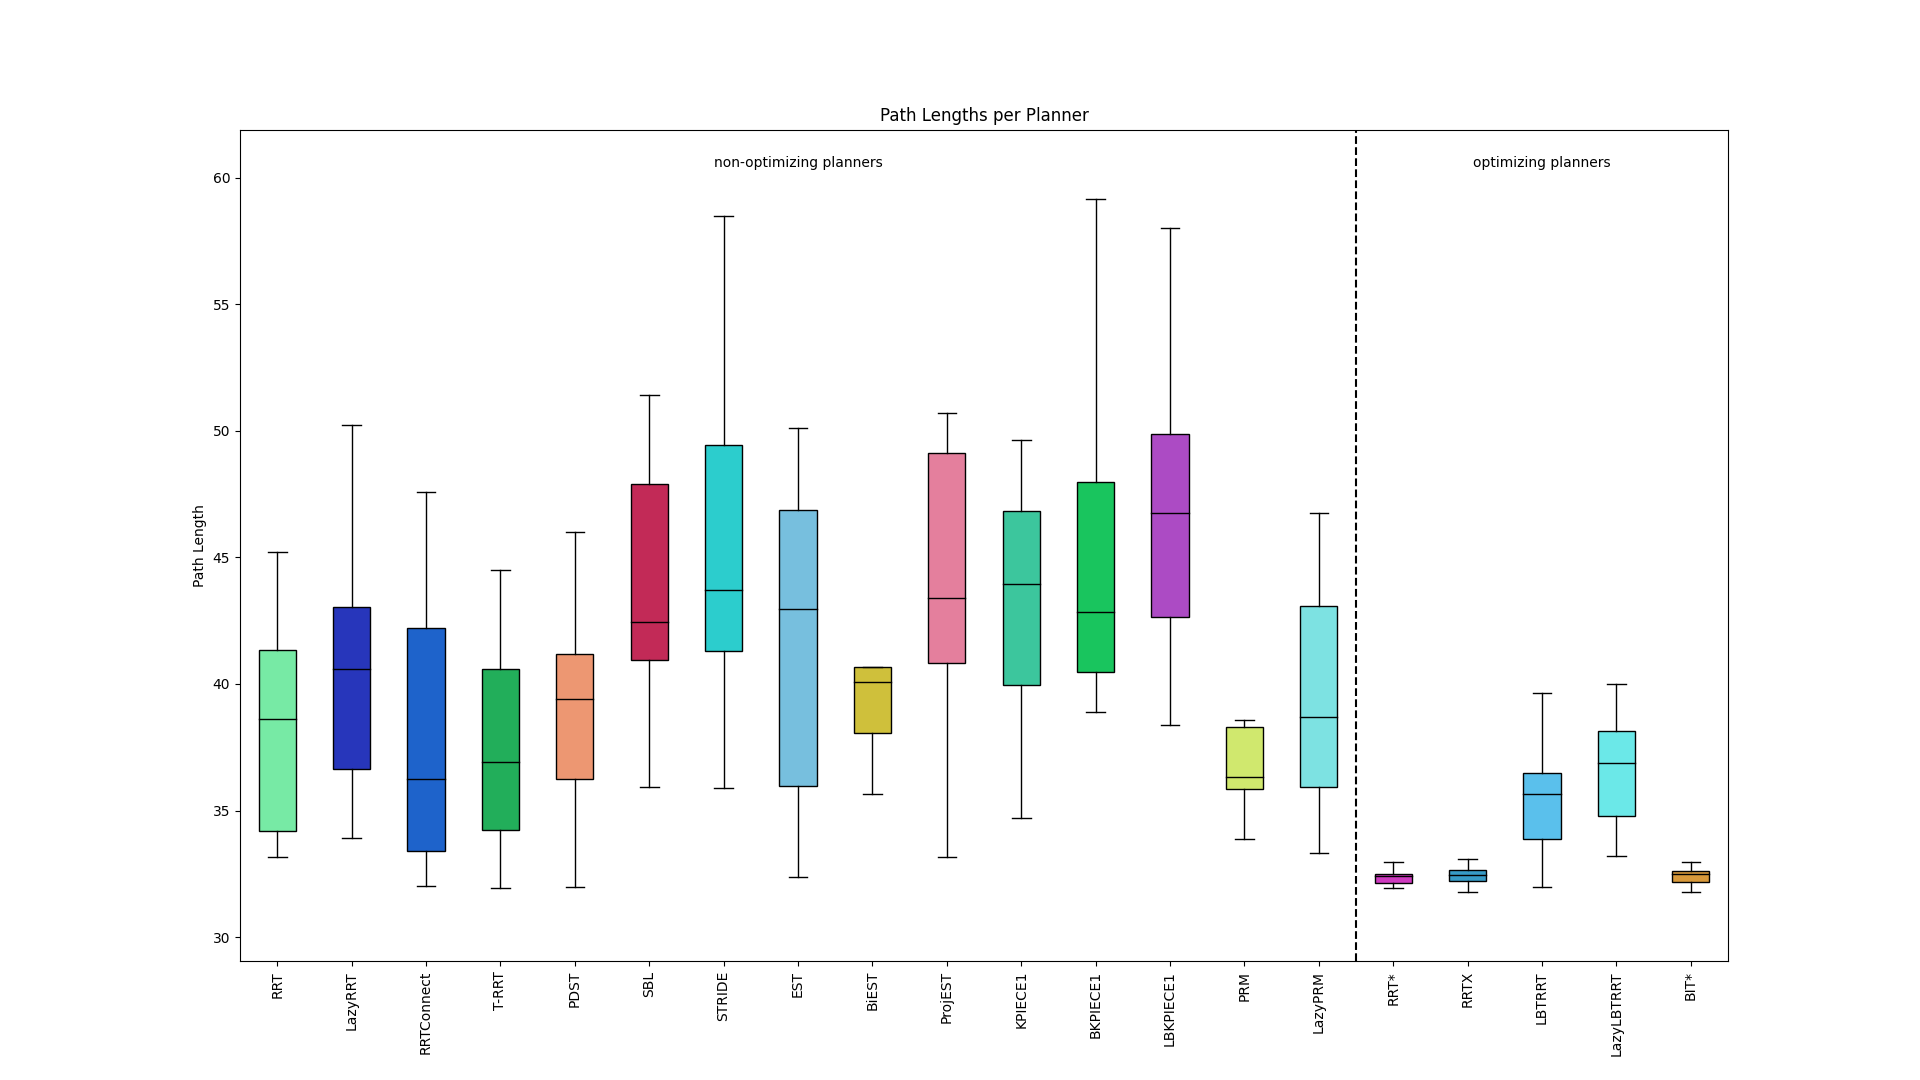 Path Lengths per Planner
non-optimizing planners
optimizing planners
Path Length
60
55
50
45
40
35
30
RRT
LazyRRT
RRTConnect
T-RRT
PDST
SBL
STRIDE
EST
BiEST
ProjEST
KPIECE1
BKPIECE1
LBKPIECE1
PRM
LazyPRM
RRT*
RRTX
LBTRRT
LazyLBTRRT
BIT*